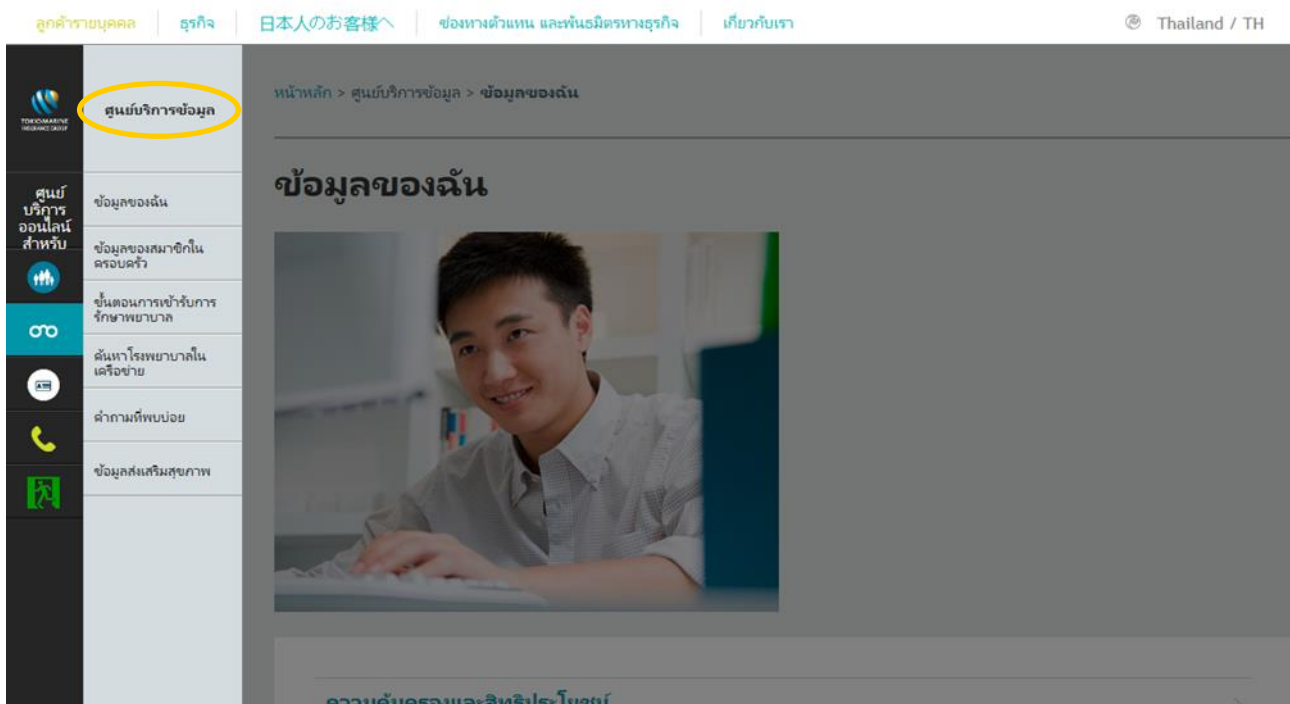 ลูกค้ารายบุคคล
ธุรกิจ
日本人のお客様へ
ช่องทางตัวแทน และพันธมิตรทางธุรกิจ
เกี่ยวกับเรา
Thailand / TH
TOKIO MARINE
INSURANCE GROUP
ศูนย์บริการข้อมูล
หน้าหลัก > ศูนย์บริการข้อมูล > ข้อมูลของฉัน
ข้อมูลของฉัน
ศูนย์
บริการ
ออนไลน์
สำหรับ
ข้อมูลของฉัน
ข้อมูลของสมาชิกใน
ครอบครัว
ขั้นตอนการเข้ารับการ
รักษาพยาบาล
ค้นหาโรงพยาบาลใน
เครือข่าย
คำถามที่พบบ่อย
ข้อมูลส่งเสริมสุขภาพ
ความคุ้มครองและสิทธิประโยชน์